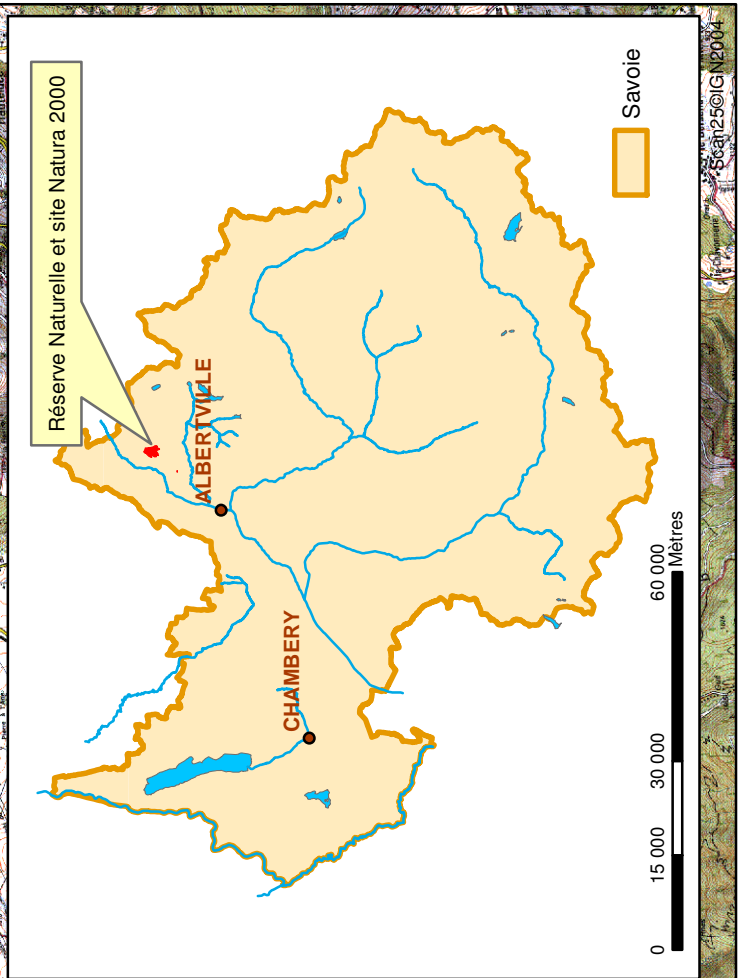 Réserve Naturelle et site Natura 2000
ALBERTVILLE
CHAMBERY
Savoie
0 15 000 30 000 60 000
Mètres
Scan25©IGN2004